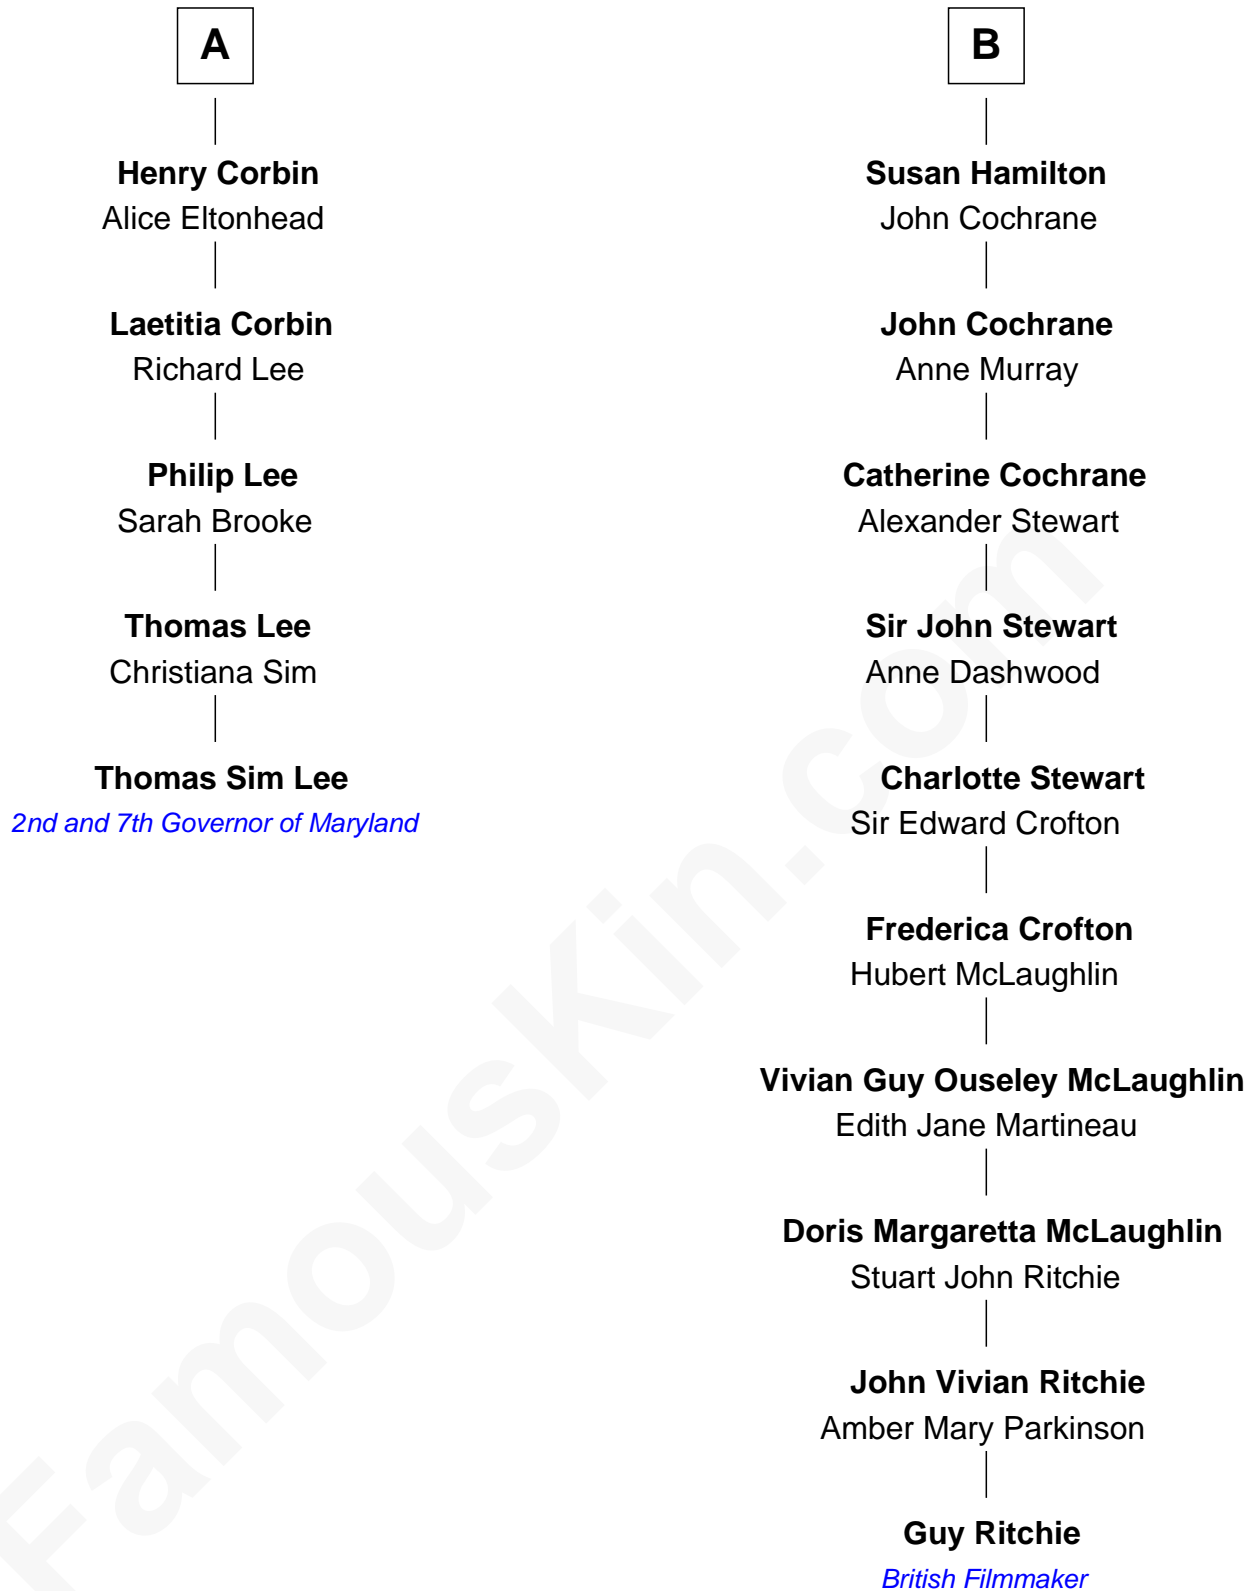 A
Henry Corbin
Alice Eltonhead
Laetitia Corbin
Richard Lee
Philip Lee
Sarah Brooke
Thomas Lee
Christiana Sim
Thomas Sim Lee
2nd and 7th Governor of Maryland
B
Susan Hamilton
John Cochrane
John Cochrane
Anne Murray
Catherine Cochrane
Alexander Stewart
Sir John Stewart
Anne Dashwood
Charlotte Stewart
Sir Edward Crofton
Frederica Crofton
Hubert McLaughlin
Vivian Guy Ouseley McLaughlin
Edith Jane Martineau
Doris Margaretta McLaughlin
Stuart John Ritchie
John Vivian Ritchie
Amber Mary Parkinson
Guy Ritchie
British Filmmaker
FamousKin.com